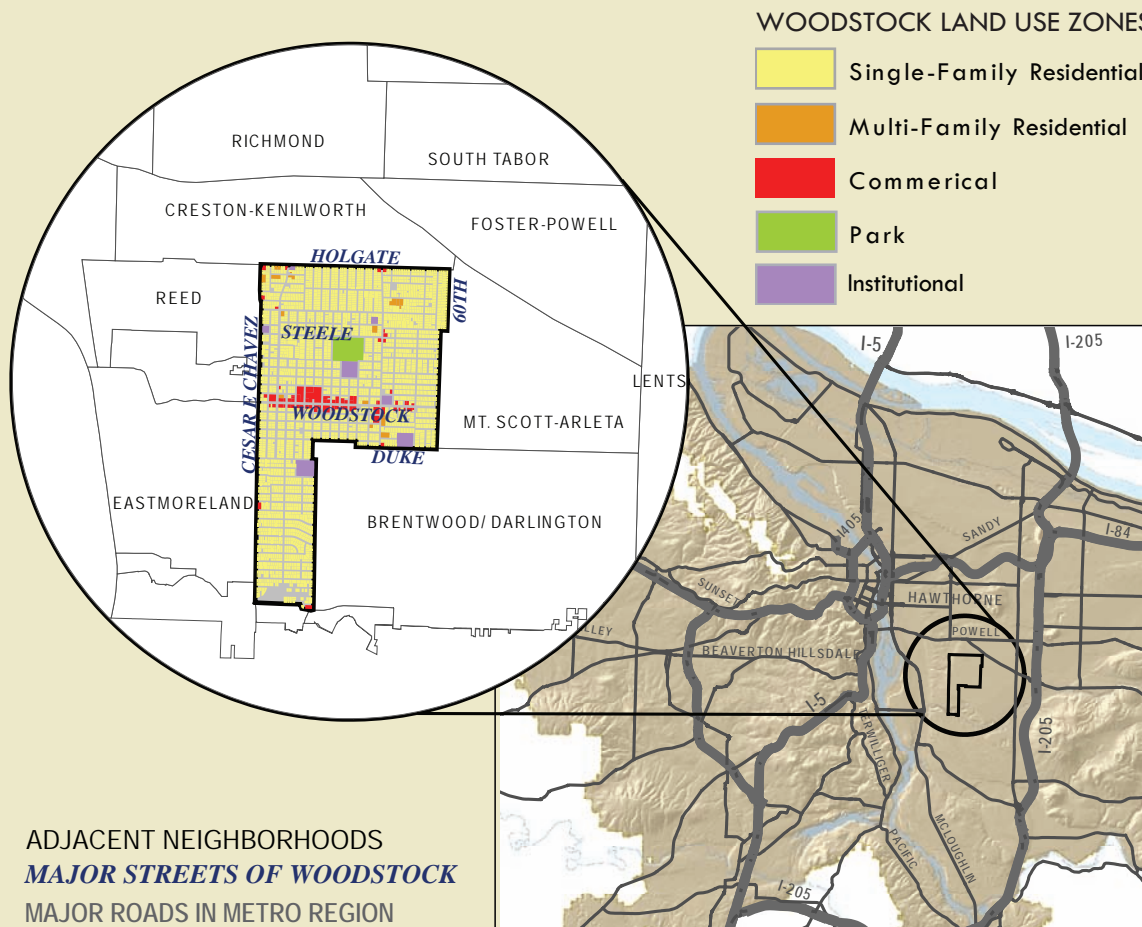 WOODSTOCK LAND USE ZONES
Single-Family Residential
Multi-Family Residential
Commerical
Park
Institutional
RICHMOND
SOUTH TABOR
CRESTON-KENILWORTH
FOSTER-POWELL
HOLGATE
REED
60TH
STEELE
CESAR E CHAVEZ
LENTS
WOODSTOCK
MT. SCOTT-ARLETA
DUKE
EASTMORELAND
BRENTWOOD/ DARLINGTON
I-5
I-205
I-84
I405
SANDY
SUNSET
HAWTHORNE
POWELL
LLEY
BEAVERTON HILLSDALE
I-5
TERWILLIGER
I-205
MCLOUGHLIN
PACIFIC
I-205
ADJACENT NEIGHBORHOODS
MAJOR STREETS OF WOODSTOCK
MAJOR ROADS IN METRO REGION